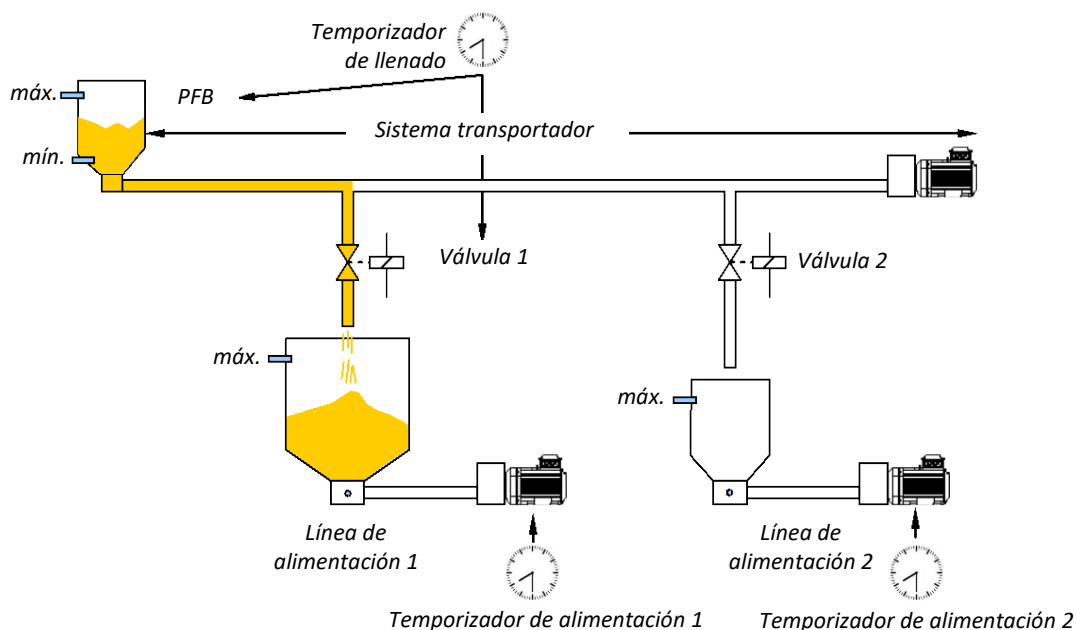 Temporizador
de llenado
máx.
PFB
Sistema transportador
mín.
Válvula 1
Válvula 2
máx.
máx.
Línea de
alimentación 1
Línea de
alimentación 2
Temporizador de alimentación 1
Temporizador de alimentación 2